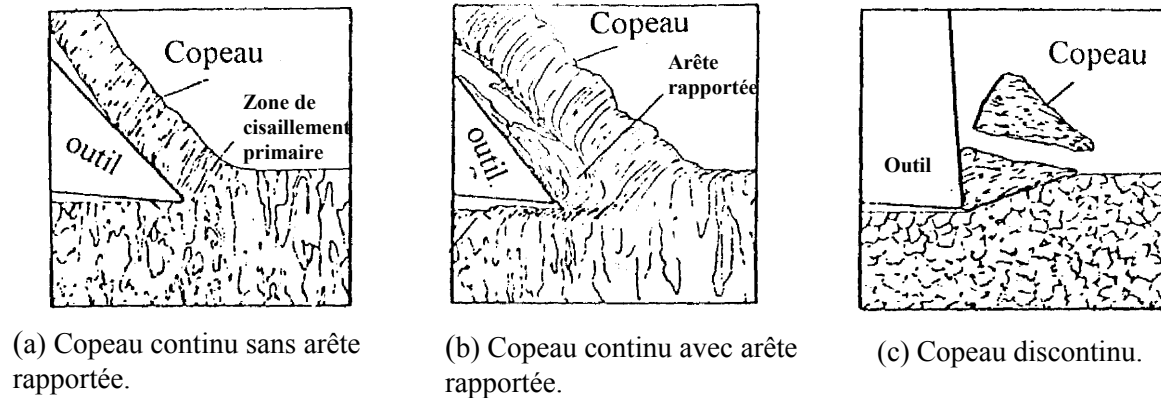 Copeau
Zone de
cisaillement
primaire
outil
Copeau
Arête
rapportée
outil.
Copeau
Outil
(a) Copeau continu sans arête
rapportée.
(b) Copeau continu avec arête
rapportée.
(c) Copeau discontinu.